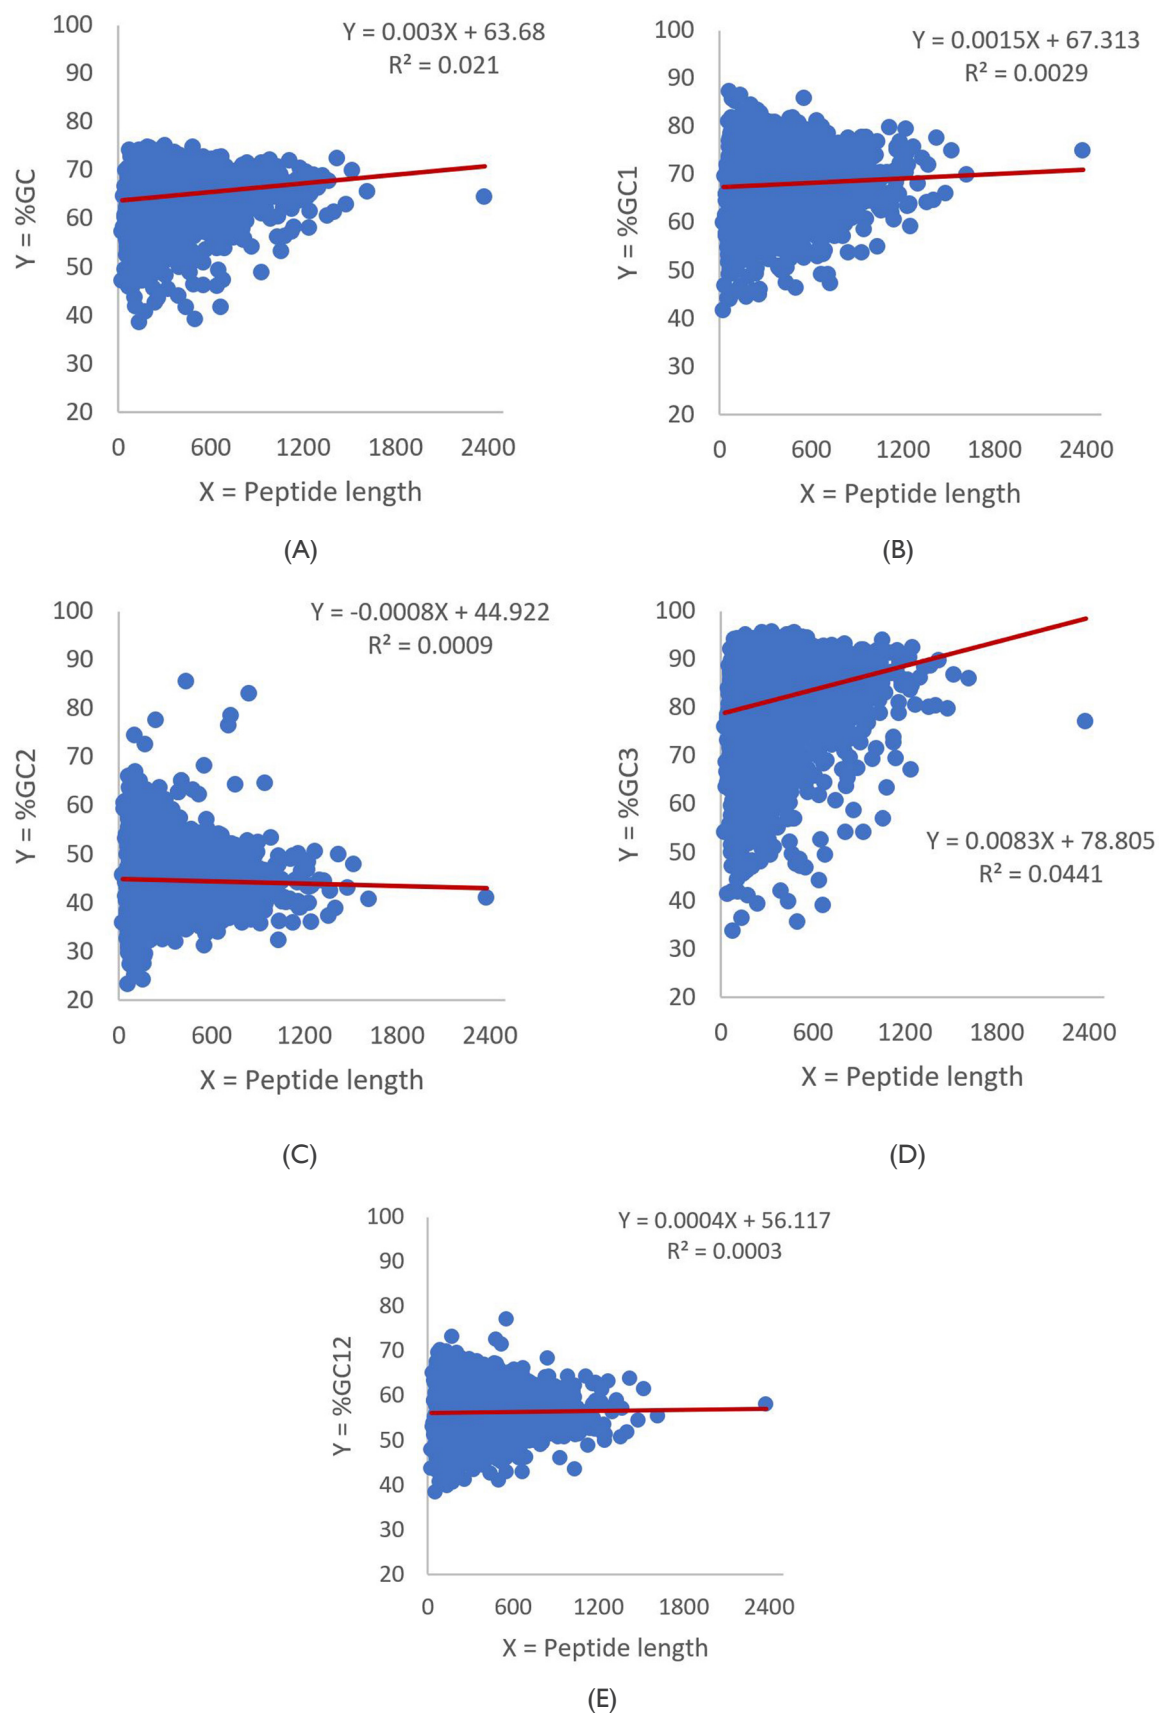 Y = 0.003X + 63.68
R² = 0.021
100
90
80
70
60
50
40
30
20
Y = %GC
0 600 1200 1800 2400
X = Peptide length
(A)
Y = 0.0015X + 67.313
R² = 0.0029
100
90
80
70
60
50
40
30
20
Y = %GC1
0 600 1200 1800 2400
X = Peptide length
(B)
Y = -0.0008X + 44.922
R² = 0.0009
100
90
80
70
60
50
40
30
20
Y = %GC2
0 600 1200 1800 2400
X = Peptide length
(C)
100
90
80
70
60
50
40
30
20
Y = %GC3
Y = 0.0083X + 78.805
R² = 0.0441
0 600 1200 1800 2400
X = Peptide length
(D)
Y = 0.0004X + 56.117
R² = 0.0003
100
90
80
70
60
50
40
30
20
Y = %GC12
0 600 1200 1800 2400
X = Peptide length
(E)